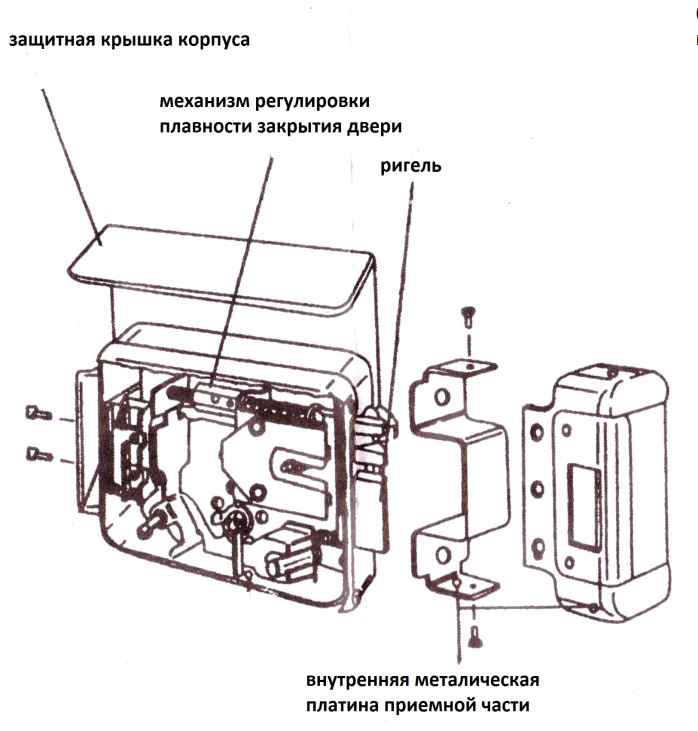 защитная крышка корпуса
механизм регулировки
плавности закрытия двери
ригель
внутренняя металическая
платина приемной части